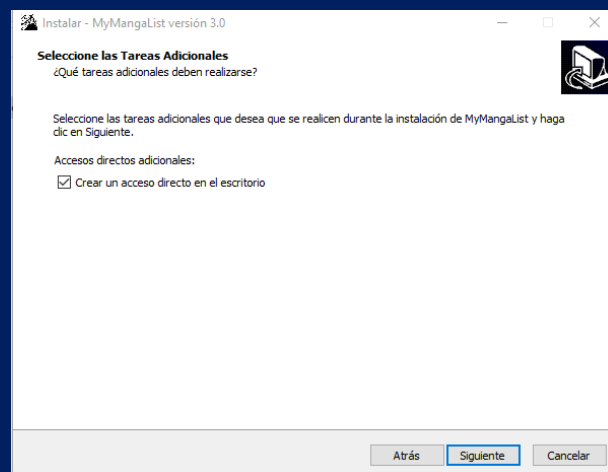 Instalar - MyMangaList versión 3.0
Seleccione las Tareas Adicionales
¿Qué tareas adicionales deben realizarse?
Seleccione las tareas adicionales que desea que se realicen durante la instalación de MyMangaList y haga
clic en Siguiente.
Accesos directos adicionales:
Crear un acceso directo en el escritorio
Atrás
Siguiente
Cancelar